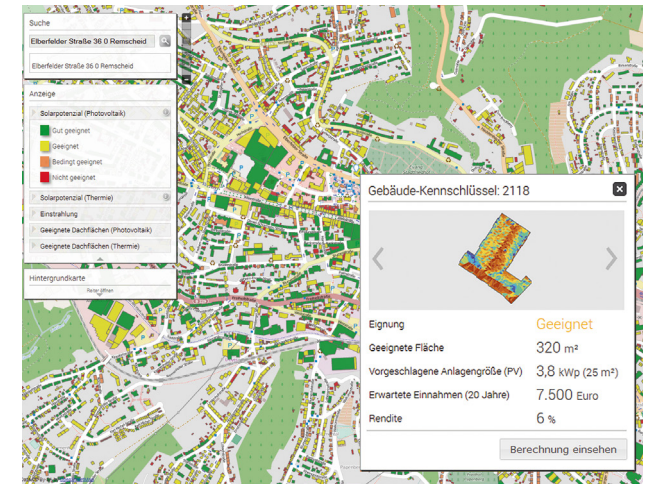 Suche
Elberfelder Straße 36 0 Remscheid
Elberfelder Straße 36 0 Remscheid
Anzeige
Solarpotenzial (Photovoltaik)
Gut geeignet
Geeignet
Bedingt geeignet
Nicht geeignet
Solarpotenzial (Thermie)
Einstrahlung
Geeignete Dachflächen (Photovoltaik)
Geeignete Dachflächen (Thermie)
Hintergrundkarte
Reiter öffnen
Gebäude-Kennschlüssel: 2118
Eignung Geeignet
Geeignete Fläche 320 m²
Vorgeschlagene Anlagengröße (PV) 3,8 kWp (25 m²)
Erwartete Einnahmen (20 Jahre) 7.500 Euro
Rendite 6 %
Berechnung einsehen